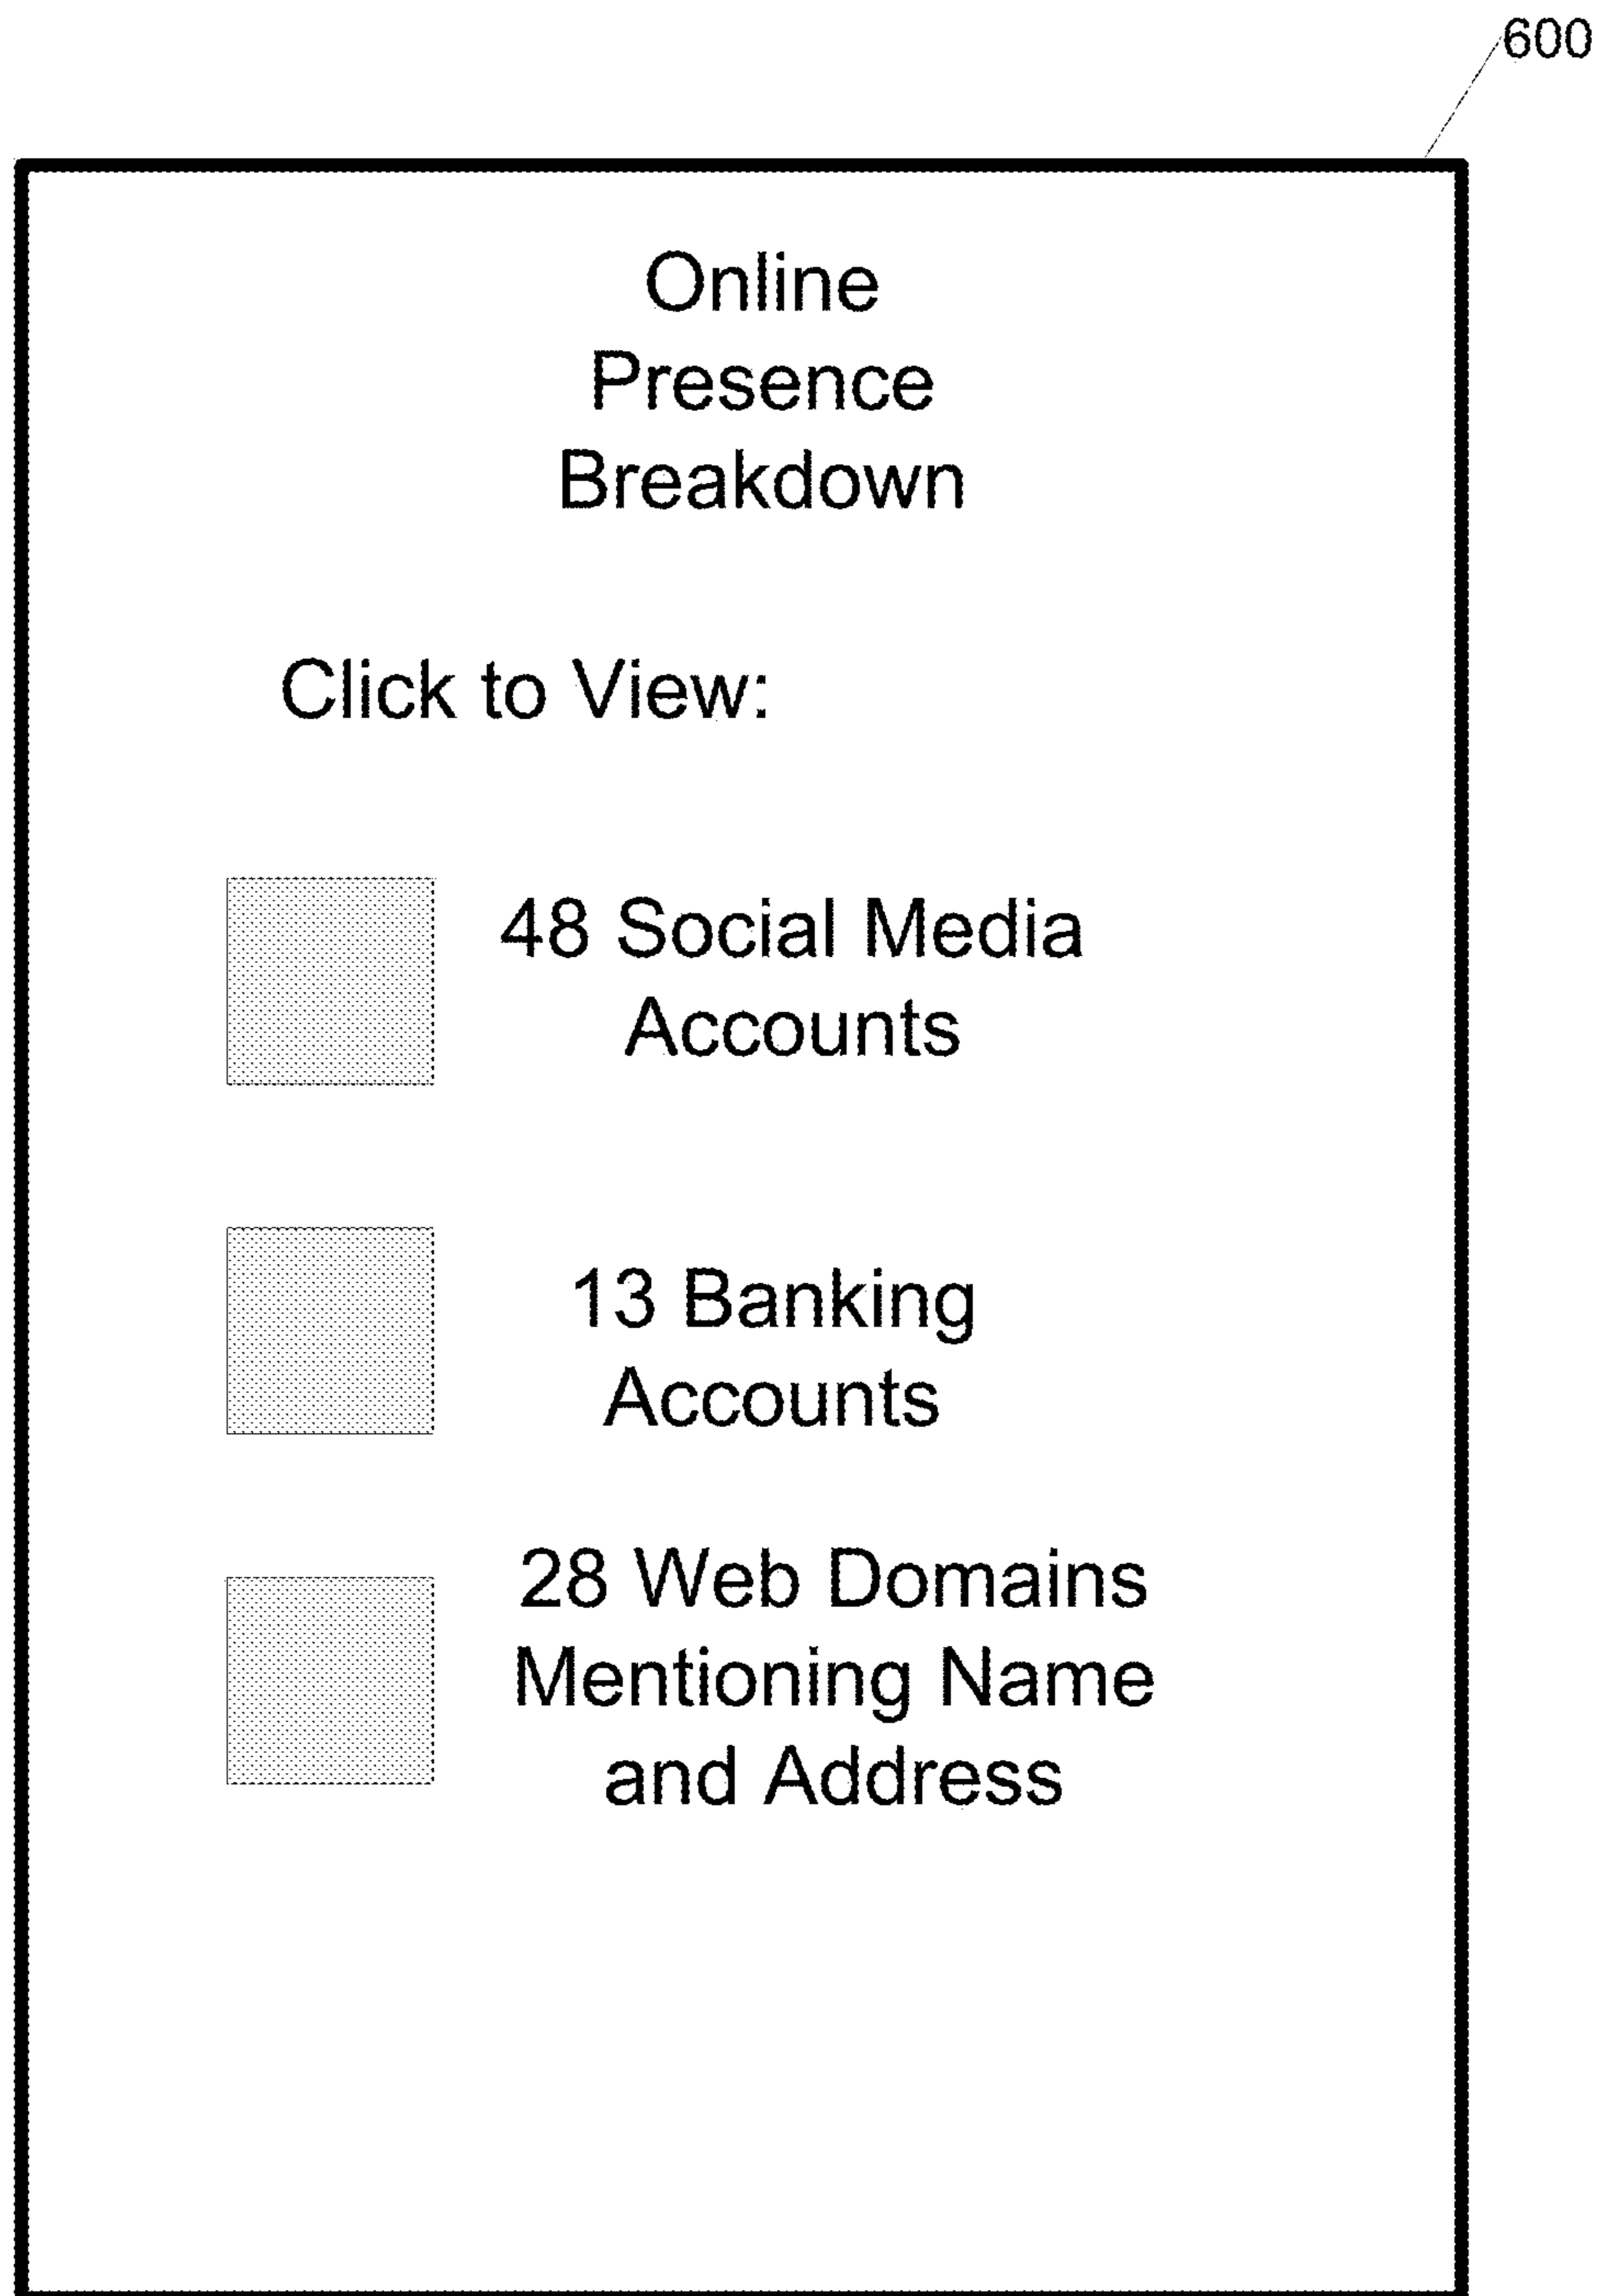 600
Online
Presence
Breakdown
Click to View:
48 Social Media
Accounts
13 Banking
Accounts
28 Web Domains
Mentioning Name
and Address